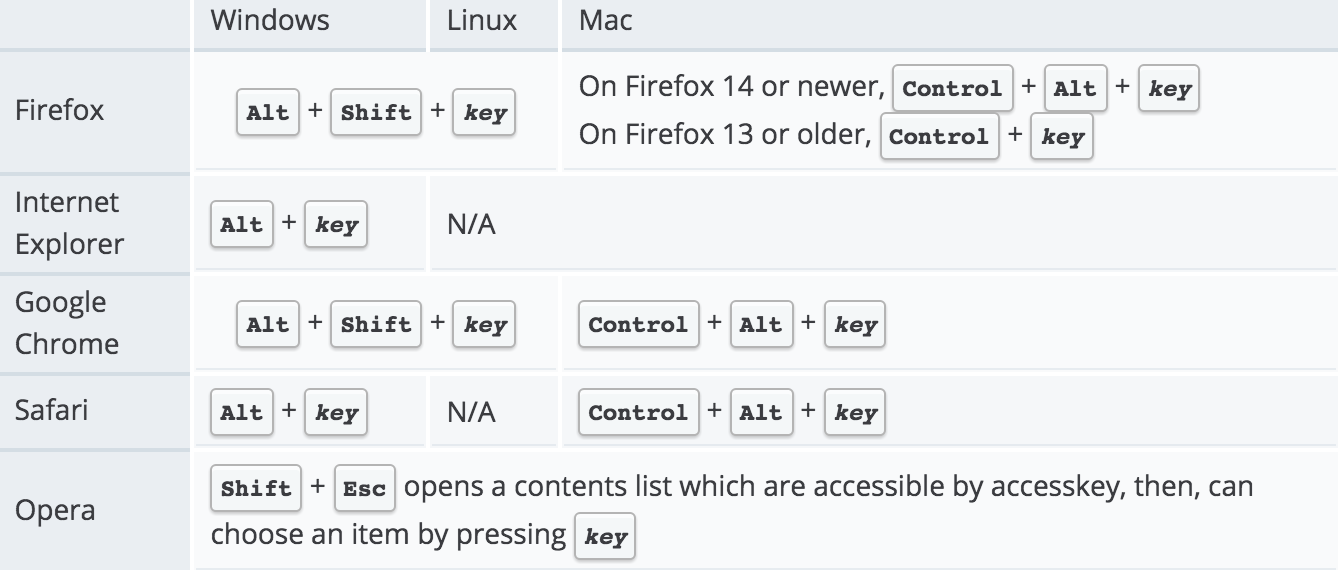 Windows Linux Mac
Firefox Alt + Shift + key On Firefox 14 or newer, Control + Alt + key
On Firefox 13 or older, Control + key
Internet
Explorer Alt + key N/A
Google
Chrome Alt + Shift + key Control + Alt + key
Safari Alt + key N/A Control + Alt + key
Opera Shift + Esc opens a contents list which are accessible by accesskey, then, can
choose an item by pressing key